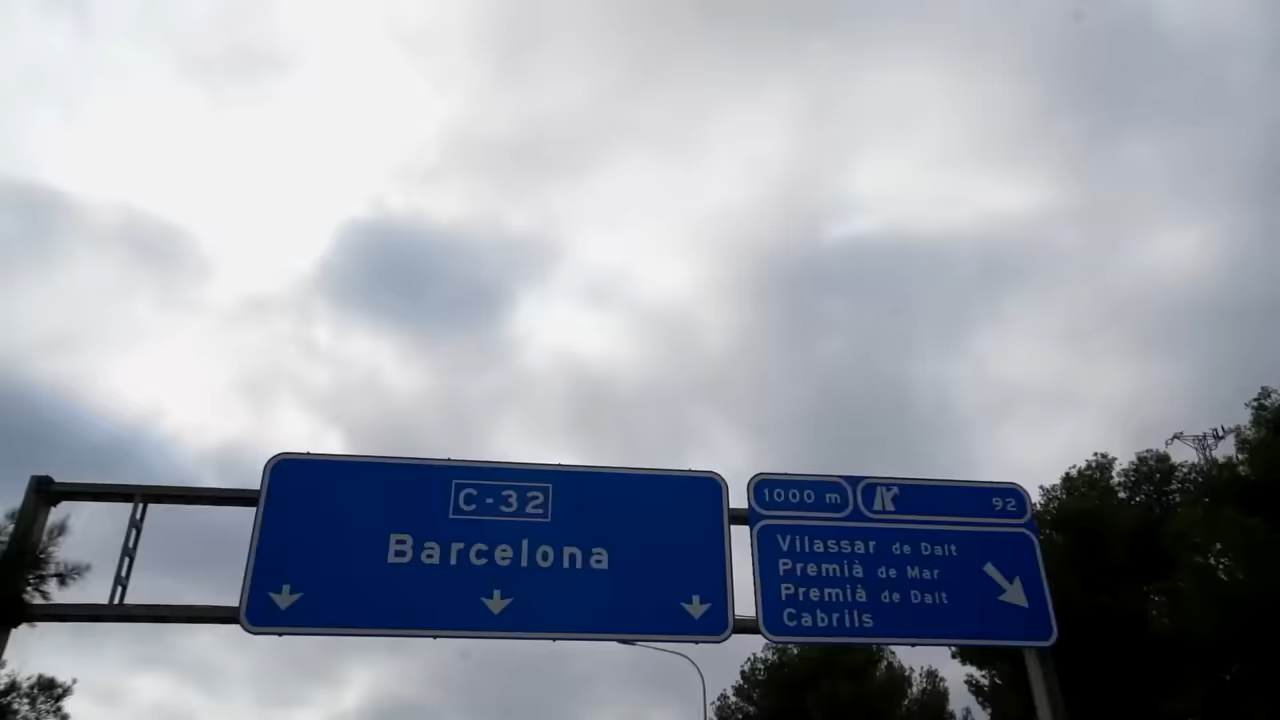 C-32
Barcelona
1000 m
92
Vilassar de Dalt
Premià de Mar
Premià de Dalt
Cabrils